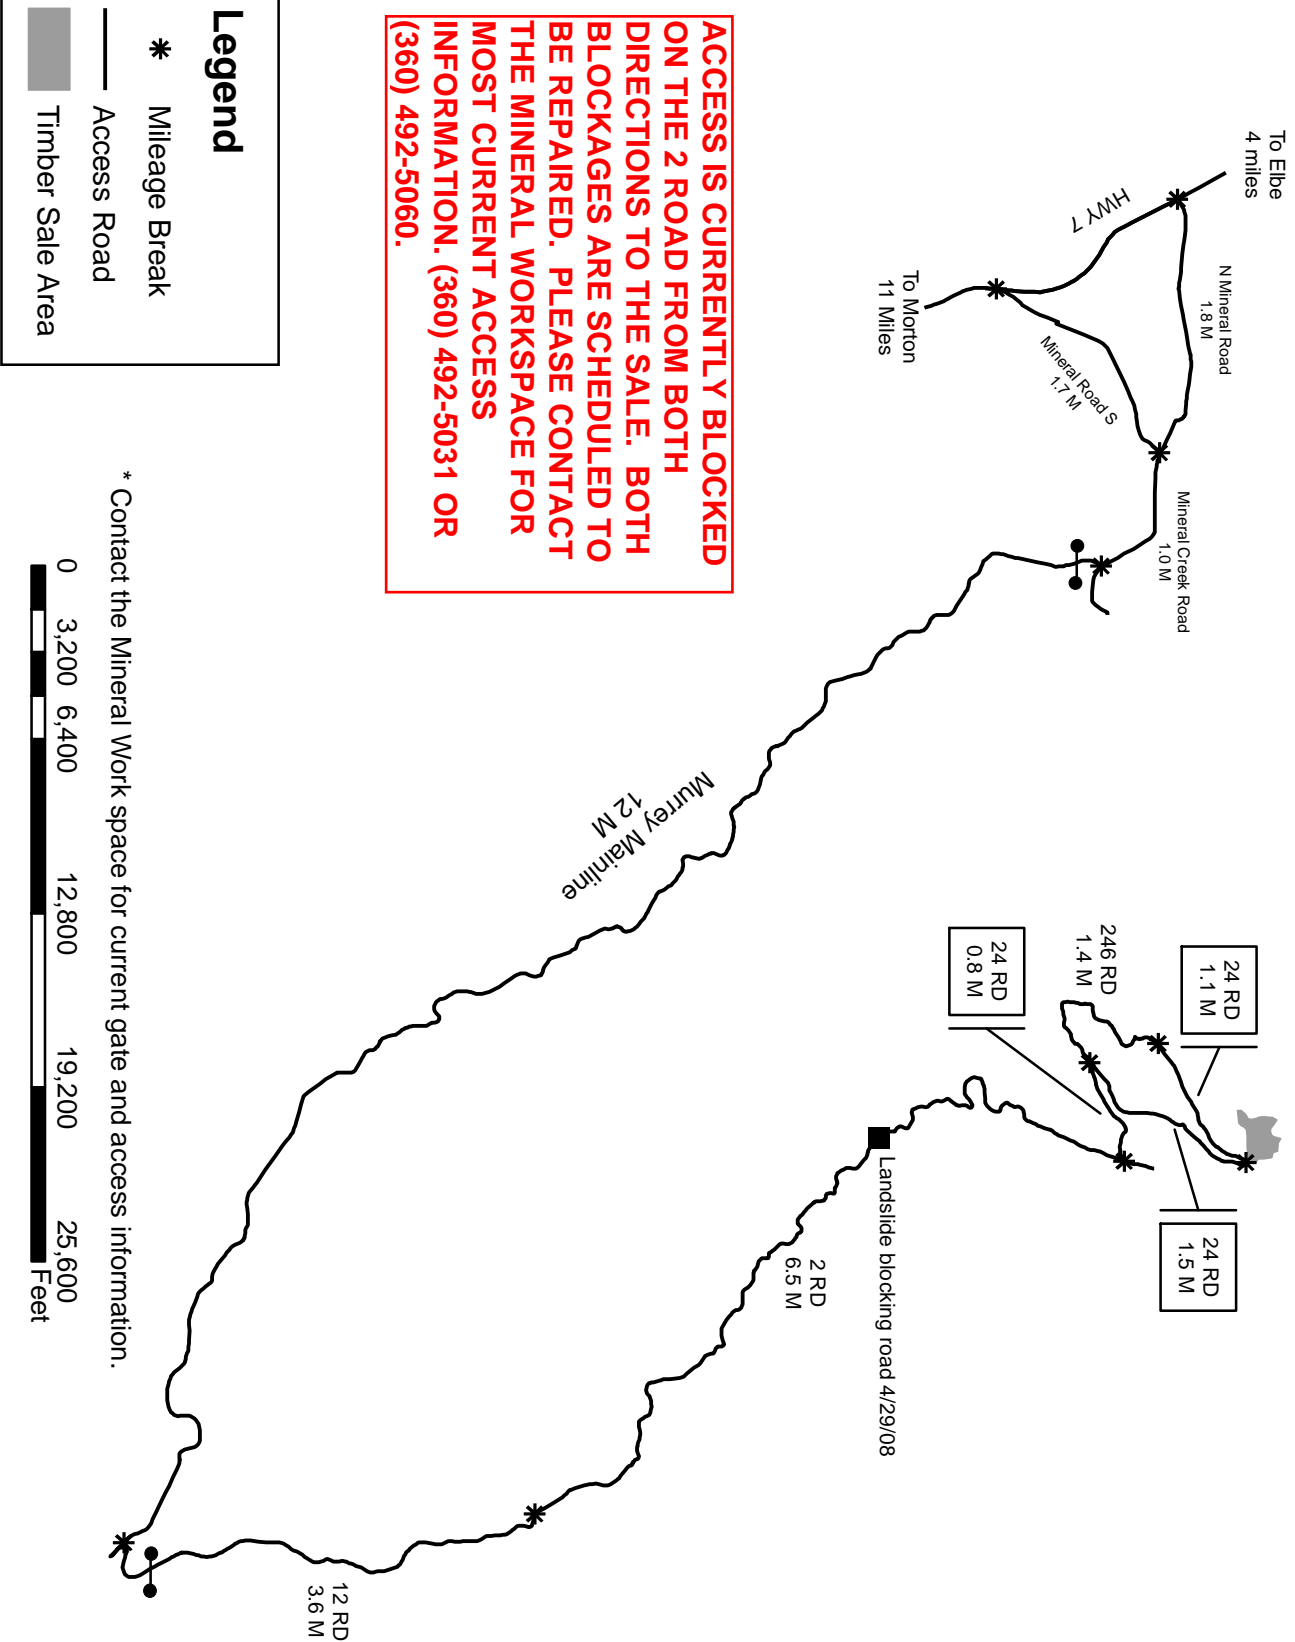 To Elbe
4 miles
HWY 7
N Mineral Road
1.8 M
To Morton
11 Miles
Mineral Road S
1.7 M
Mineral Creek Road
1.0 M
24 RD
1.1 M
246 RD
1.4 M
24 RD
0.8 M
24 RD
1.5 M
Landslide blocking road 4/29/08
2 RD
6.5 M
Murrey Mainline
12 M
12 RD
3.6 M
ACCESS IS CURRENTLY BLOCKED
ON THE 2 ROAD FROM BOTH
DIRECTIONS TO THE SALE. BOTH
BLOCKAGES ARE SCHEDULED TO
BE REPAIRED. PLEASE CONTACT
THE MINERAL WORKSPACE FOR
MOST CURRENT ACCESS
INFORMATION. (360) 492-5031 OR
(360) 492-5060.
Legend
Mileage Break
Access Road
Timber Sale Area
* Contact the Mineral Work space for current gate and access information.
0 3,200 6,400 12,800 19,200 25,600
Feet